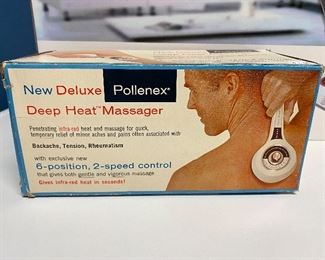 New Deluxe Pollenex®
Deep Heat™ Massager
Penetrating infra-red heat and massage for quick,
temporary relief of minor aches and pains often associated with
Backache, Tension, Rheumatism
with exclusive new
6-position, 2-speed control
that gives both gentle and vigorous massage
Gives infra-red heat in seconds!